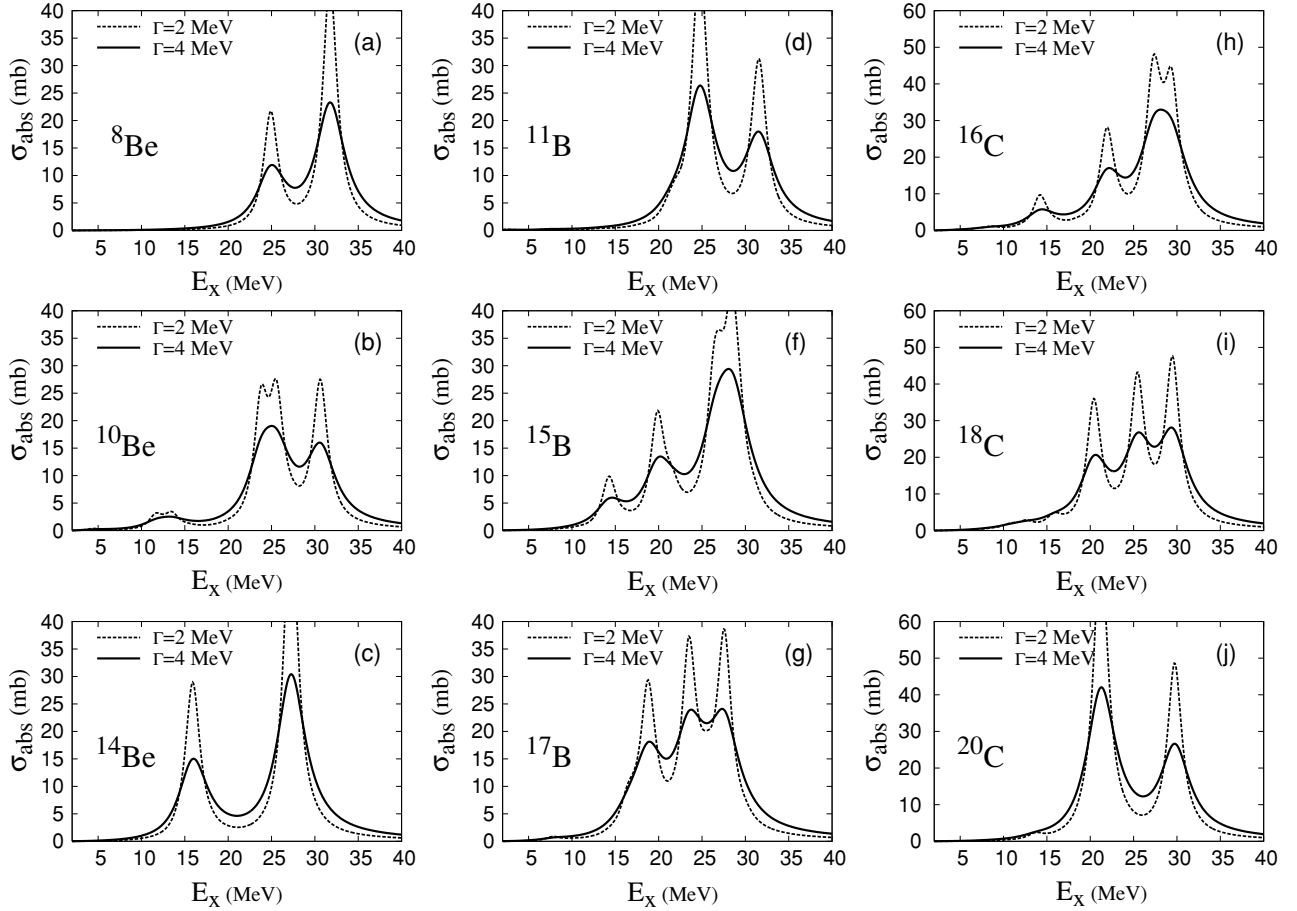 Γ=2 MeV
Γ=4 MeV
(a)
⁸Be
σabs (mb)
40
35
30
25
20
15
10
5
0
5 10 15 20 25 30 35 40
Ex (MeV)
Γ=2 MeV
Γ=4 MeV
(d)
¹¹B
σabs (mb)
40
35
30
25
20
15
10
5
0
5 10 15 20 25 30 35 40
Ex (MeV)
Γ=2 MeV
Γ=4 MeV
(h)
¹⁶C
σabs (mb)
60
50
40
30
20
10
0
5 10 15 20 25 30 35 40
Ex (MeV)
Γ=2 MeV
Γ=4 MeV
(b)
¹⁰Be
σabs (mb)
40
35
30
25
20
15
10
5
0
5 10 15 20 25 30 35 40
Ex (MeV)
Γ=2 MeV
Γ=4 MeV
(f)
¹⁵B
σabs (mb)
40
35
30
25
20
15
10
5
0
5 10 15 20 25 30 35 40
Ex (MeV)
Γ=2 MeV
Γ=4 MeV
(i)
¹⁸C
σabs (mb)
60
50
40
30
20
10
0
5 10 15 20 25 30 35 40
Ex (MeV)
Γ=2 MeV
Γ=4 MeV
(c)
¹⁴Be
σabs (mb)
40
35
30
25
20
15
10
5
0
5 10 15 20 25 30 35 40
Ex (MeV)
Γ=2 MeV
Γ=4 MeV
(g)
¹⁷B
σabs (mb)
40
35
30
25
20
15
10
5
0
5 10 15 20 25 30 35 40
Ex (MeV)
Γ=2 MeV
Γ=4 MeV
(j)
²⁰C
σabs (mb)
60
50
40
30
20
10
0
5 10 15 20 25 30 35 40
Ex (MeV)